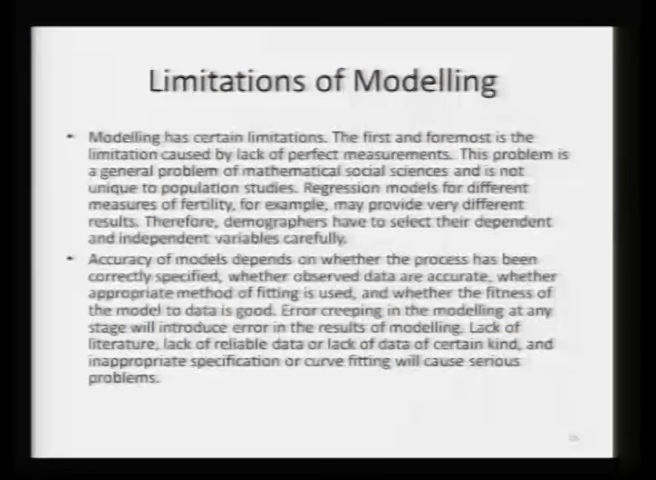 Limitations of Modelling
• Modelling has certain limitations. The first and foremost is the
limitation caused by lack of perfect measurements. This problem is
a general problem of mathematical social sciences and is not
unique to population studies. Regression models for different
measures of fertility, for example, may provide very different
results. Therefore, demographers have to select their dependent
and independent variables carefully.
• Accuracy of models depends on whether the process has been
correctly specified, whether observed data are accurate, whether
appropriate method of fitting is used, and whether the fitness of
the model to data is good. Error creeping in the modelling at any
stage will introduce error in the results of modelling. Lack of
literature, lack of reliable data or lack of data of certain kind, and
inappropriate specification or curve fitting will cause serious
problems.